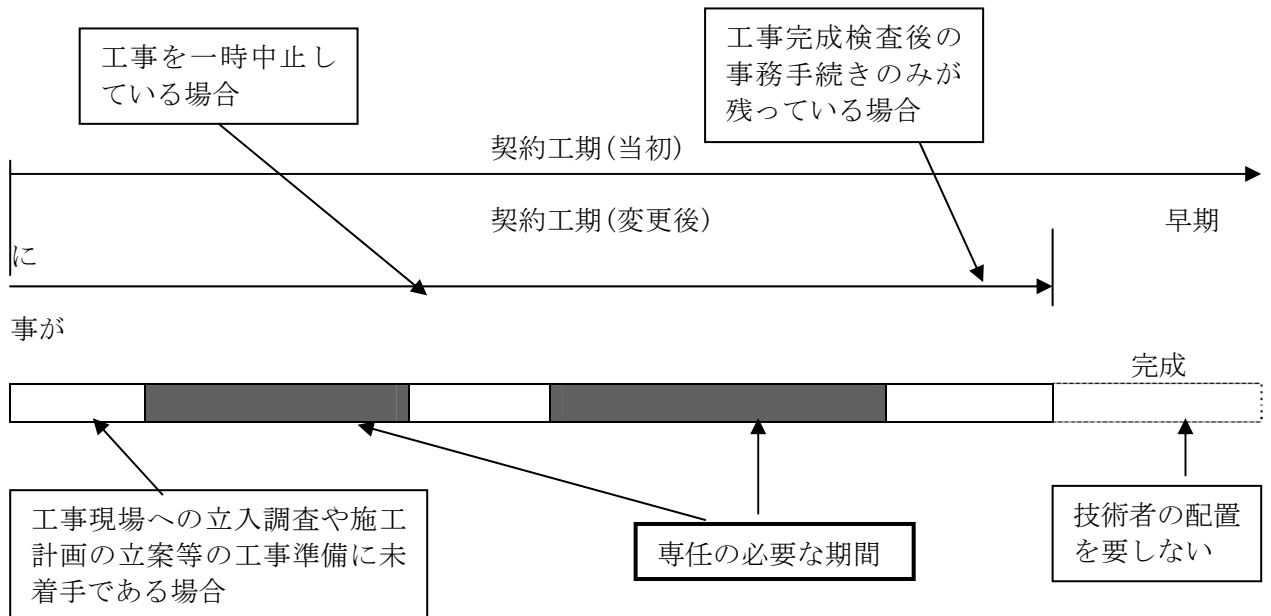 工事を一時中止し
ている場合
工事完成検査後の
事務手続きのみが
残っている場合
契約工期(当初)
契約工期(変更後)
早期
に
事が
完成
工事現場への立入調査や施工
計画の立案等の工事準備に未
着手である場合
専任の必要な期間
技術者の配置
を要しない